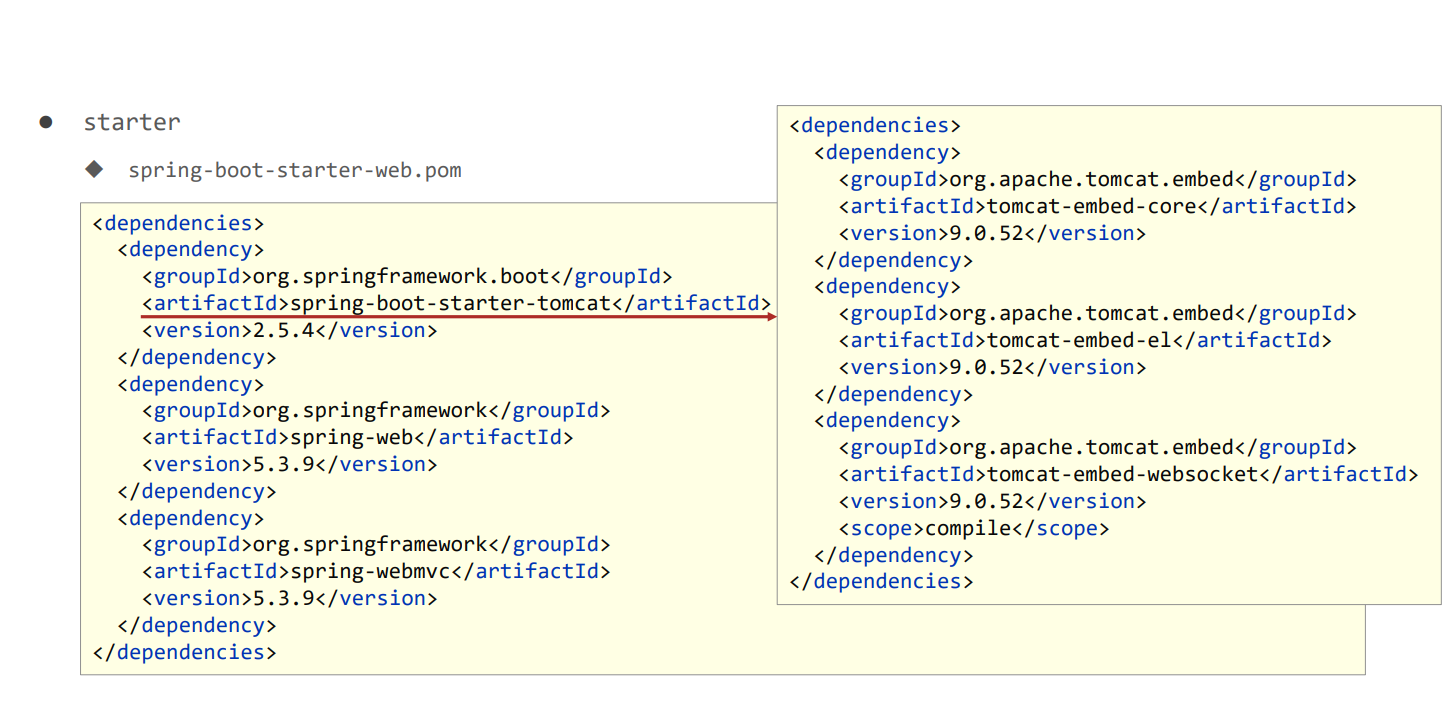 starter
spring-boot-starter-web.pom
<dependencies>
<dependency>
<groupId>org.springframework.boot</groupId>
<artifactId>spring-boot-starter-tomcat</artifactId>
<version>2.5.4</version>
</dependency>
<dependency>
<groupId>org.springframework</groupId>
<artifactId>spring-web</artifactId>
<version>5.3.9</version>
</dependency>
<dependency>
<groupId>org.springframework</groupId>
<artifactId>spring-webmvc</artifactId>
<version>5.3.9</version>
</dependency>
</dependencies>
<dependencies>
<dependency>
<groupId>org.apache.tomcat.embed</groupId>
<artifactId>tomcat-embed-core</artifactId>
<version>9.0.52</version>
</dependency>
<dependency>
<groupId>org.apache.tomcat.embed</groupId>
<artifactId>tomcat-embed-el</artifactId>
<version>9.0.52</version>
</dependency>
<dependency>
<groupId>org.apache.tomcat.embed</groupId>
<artifactId>tomcat-embed-websocket</artifactId>
<version>9.0.52</version>
<scope>compile</scope>
</dependency>
</dependencies>